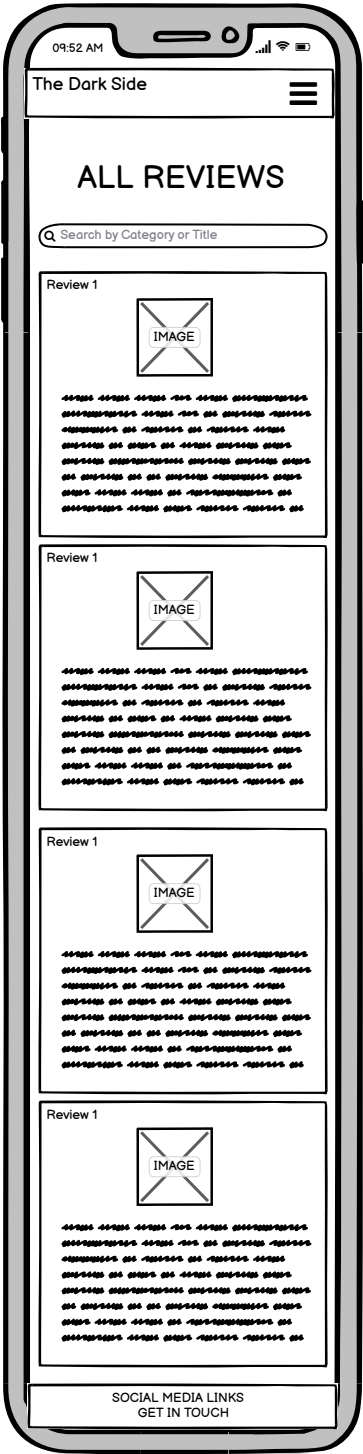 09:52 AM
The Dark Side
ALL REVIEWS
Search by Category or Title
Review 1
IMAGE
Review 1
IMAGE
Review 1
IMAGE
Review 1
IMAGE
SOCIAL MEDIA LINKS
GET IN TOUCH